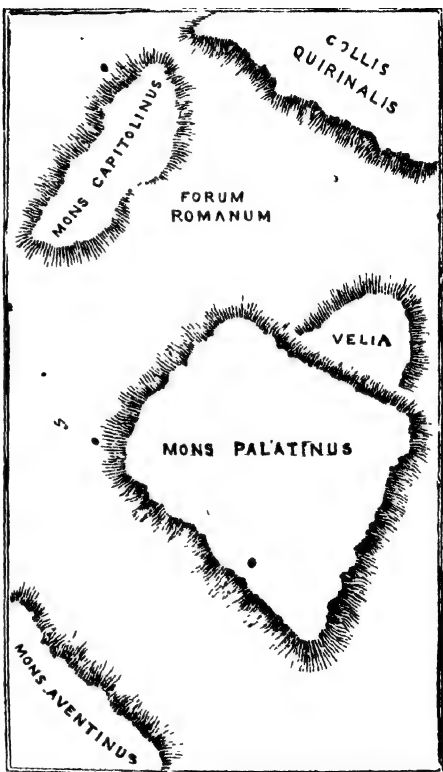 COLLIS
QUIRINALIS
MONS CAPITOLINUS
FORUM
ROMANUM
VELIA
MONS PALATINUS
MONS AVENTINUS